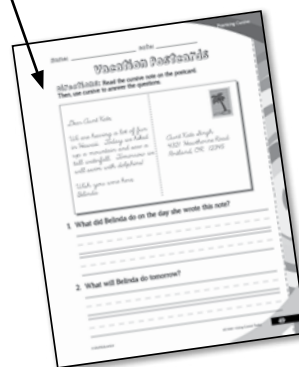 Name: Date:
Vacation Postcards
Directions: Read the cursive note on the postcard.
Then, use cursive to answer the questions.
Dear Aunt Kate,
We are having a lot of fun
in Hawaii. Today we hiked
up a mountain and saw a
tall waterfall. Tomorrow we
will swim with dolphins!
Wish you were here,
Belinda
Aunt Kate Singh
Hawthorne Road
Portland, OR
1. What did Belinda do on the day she wrote this note?
2. What will Belinda do tomorrow?